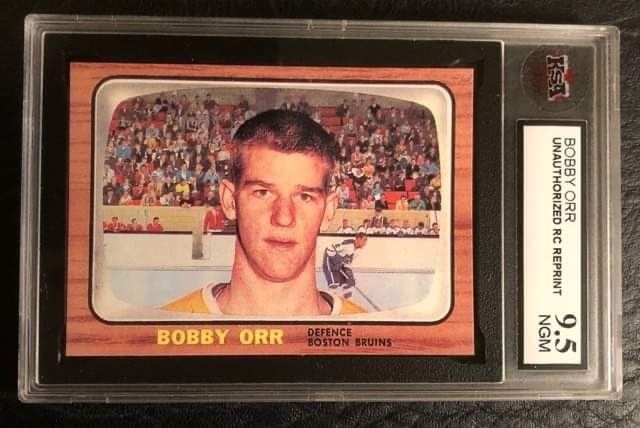 BOBBY ORR
DEFENCE
BOSTON BRUINS
KSA
BOBBY ORR
UNAUTHORIZED RC REPRINT
9.5
NGM